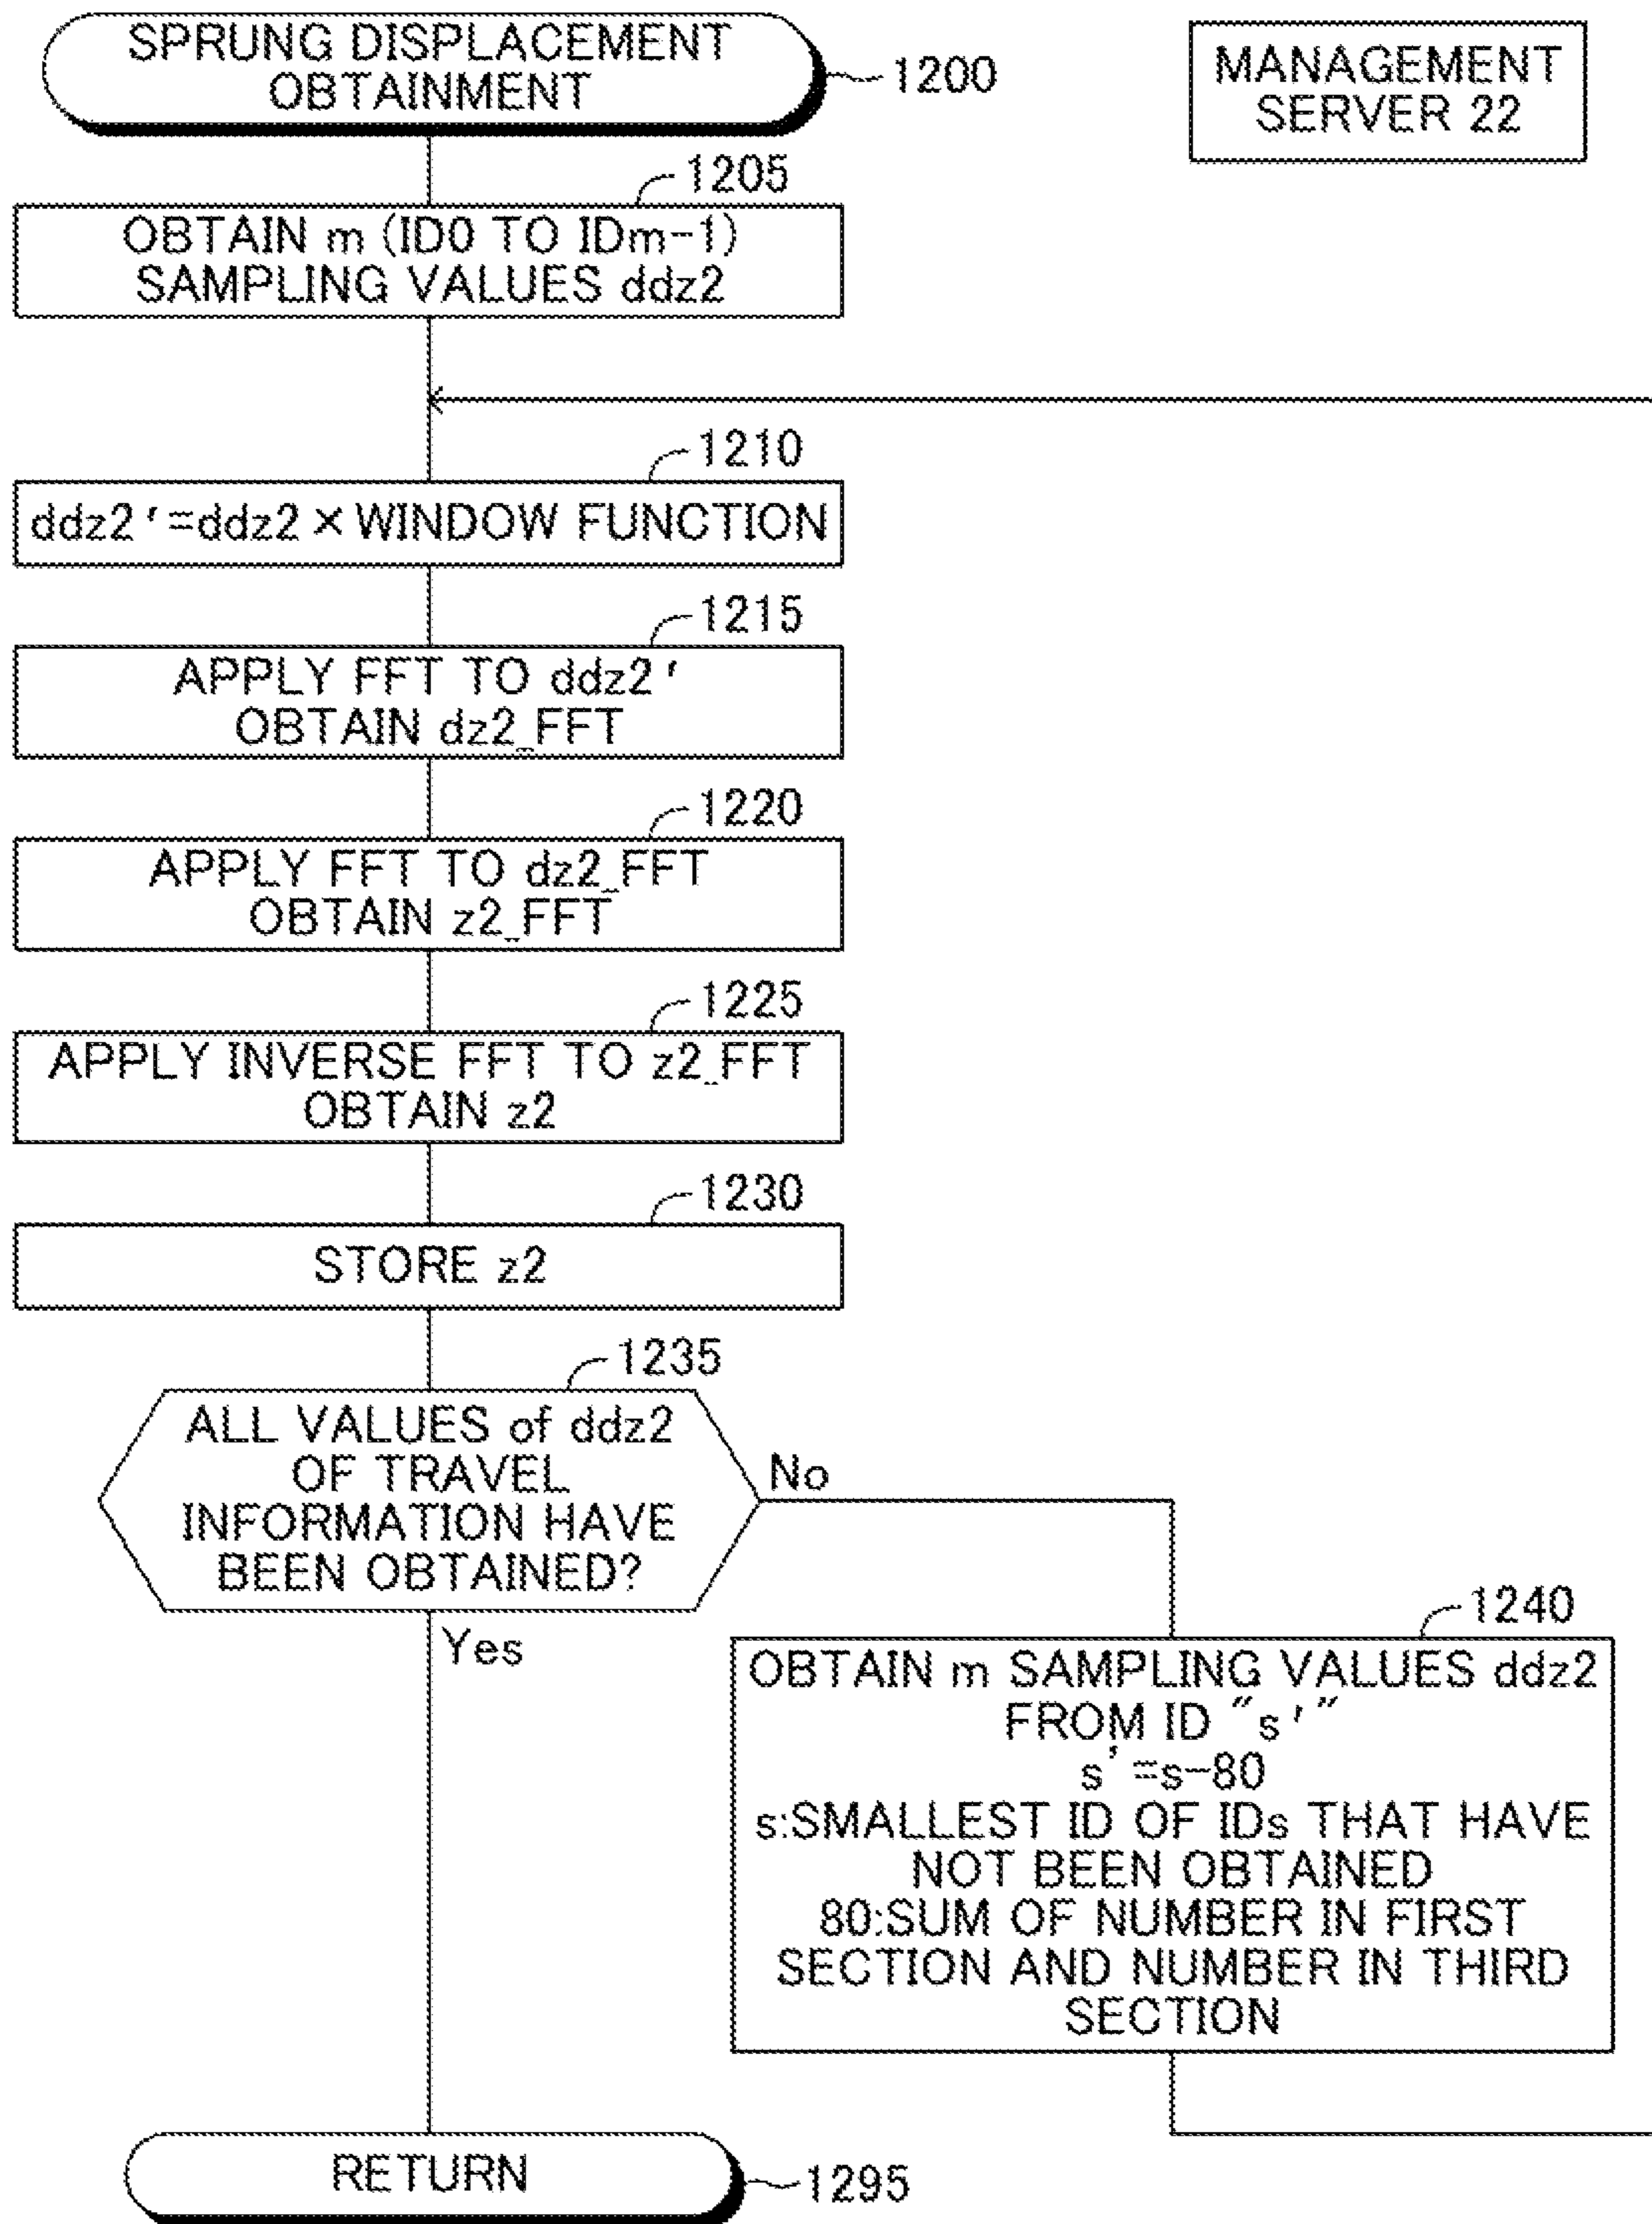 SPRUNG DISPLACEMENT
OBTAINMENT
1200
MANAGEMENT
SERVER 22
1205
OBTAIN m (ID0 TO IDm-1)
SAMPLING VALUES ddz2
1210
ddz2′=ddz2×WINDOW FUNCTION
1215
APPLY FFT TO ddz2′
OBTAIN dz2_FFT
1220
APPLY FFT TO dz2_FFT
OBTAIN z2_FFT
1225
APPLY INVERSE FFT TO z2_FFT
OBTAIN z2
1230
STORE z2
1235
ALL VALUES of ddz2
OF TRAVEL
INFORMATION HAVE
BEEN OBTAINED?
No
Yes
1240
OBTAIN m SAMPLING VALUES ddz2
FROM ID "s′"
s'=s-80
s:SMALLEST ID OF IDs THAT HAVE
NOT BEEN OBTAINED
80:SUM OF NUMBER IN FIRST
SECTION AND NUMBER IN THIRD
SECTION
RETURN
1295